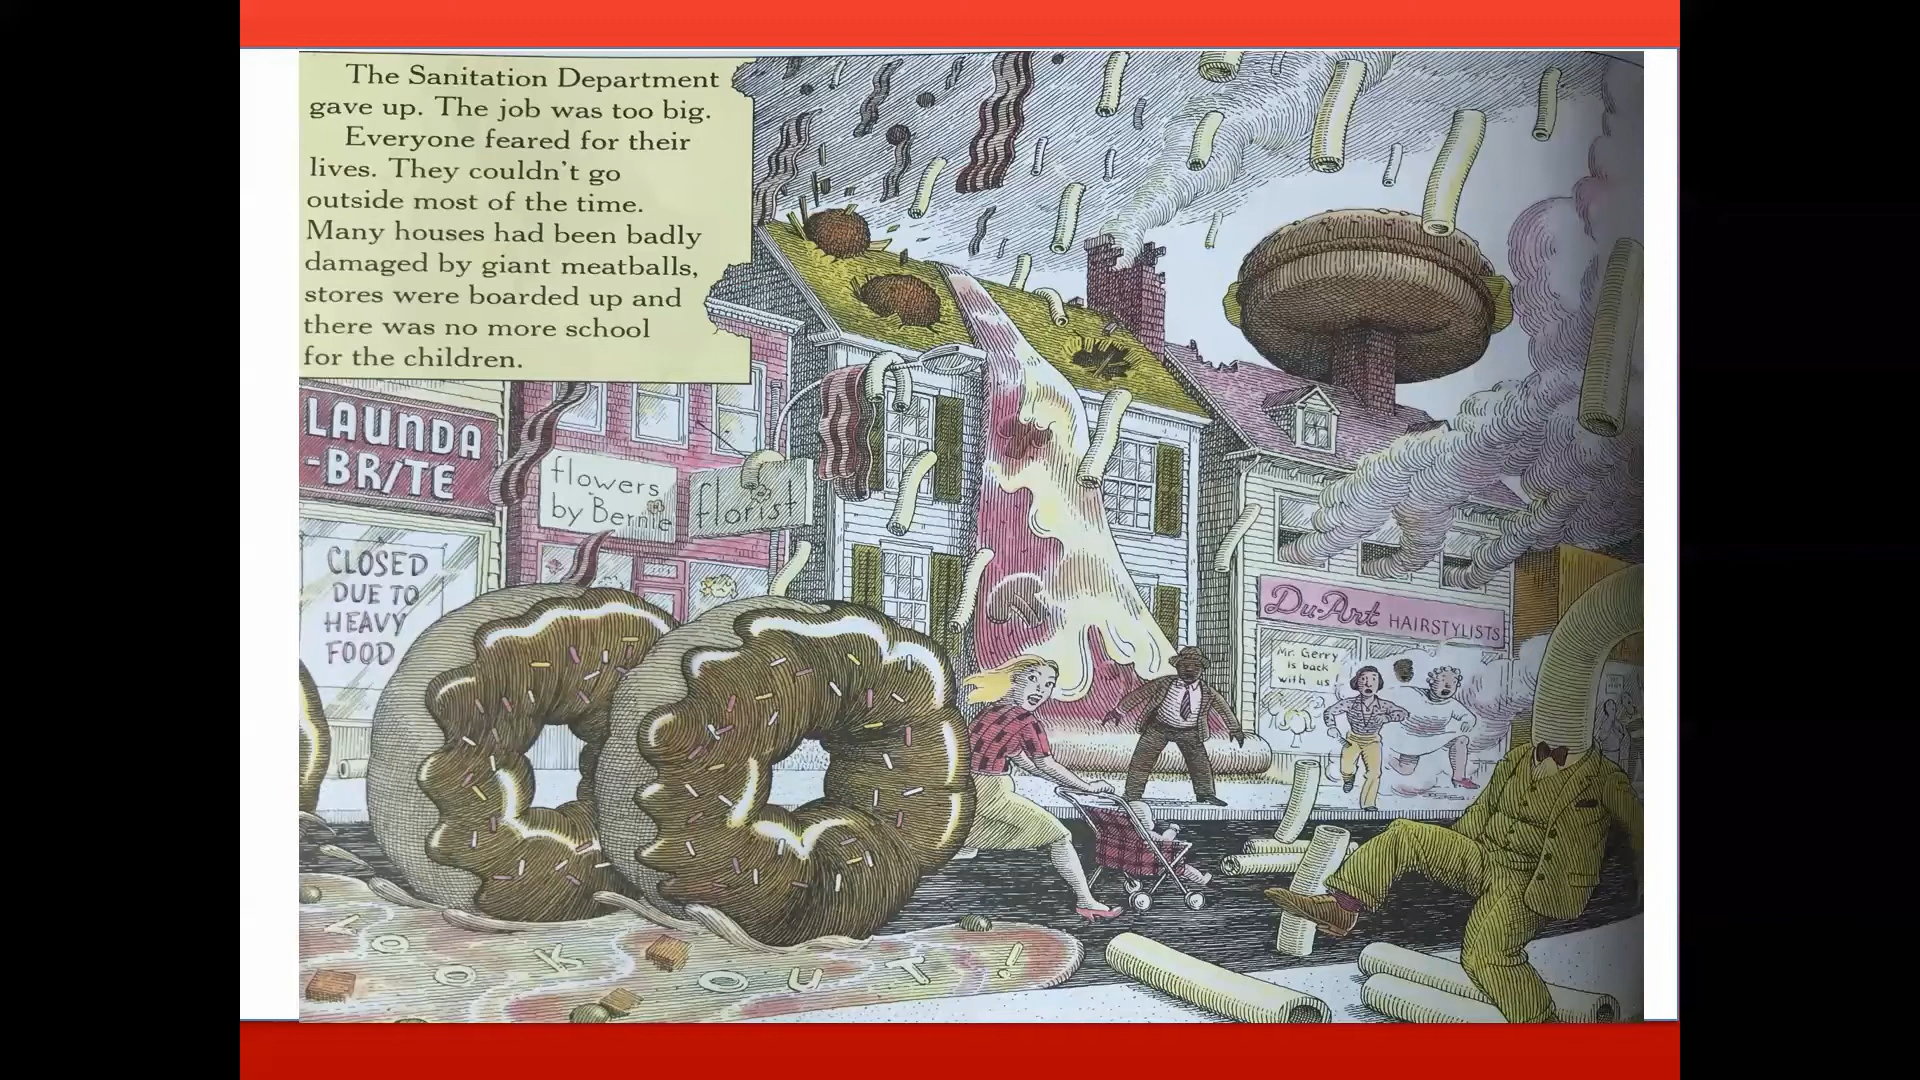 The Sanitation Department
gave up. The job was too big.
Everyone feared for their
lives. They couldn't go
outside most of the time.
Many houses had been badly
damaged by giant meatballs,
stores were boarded up and
there was no more school
for the children.
LAUNDA
-BRITE
flowers
by Bernie
florist
CLOSED
DUE TO
HEAVY
FOOD
Du-Art HAIRSTYLISTS
Mr. Gerry
is back
with us!
LOOK OUT!